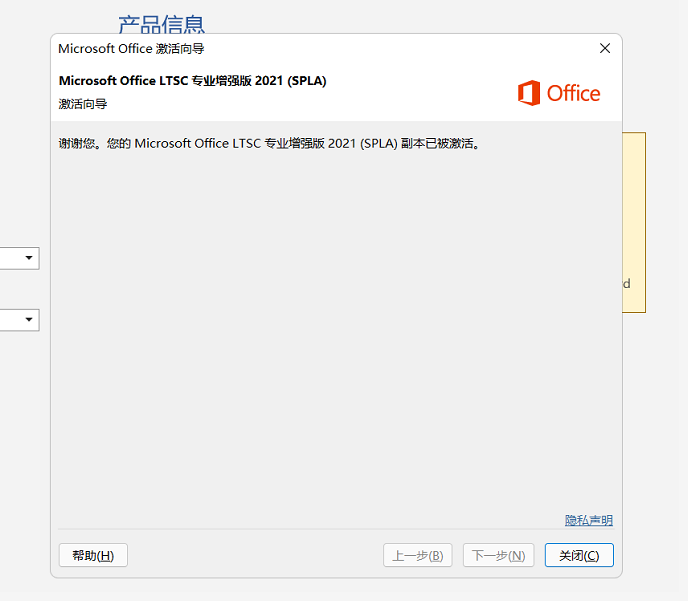 产品信息
Microsoft Office 激活向导
Microsoft Office LTSC 专业增强版 2021 (SPLA)
激活向导
Office
谢谢您。您的 Microsoft Office LTSC 专业增强版 2021 (SPLA) 副本已被激活。
d
隐私声明
帮助(H)
上一步(B)
下一步(N)
关闭(C)